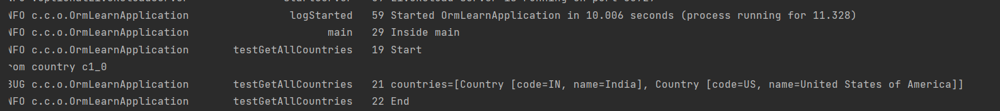 NFO c.c.o.OrmLearnApplication logStarted 59 Started OrmLearnApplication in 10.006 seconds (process running for 11.328)
NFO c.c.o.OrmLearnApplication main 29 Inside main
NFO c.c.o.OrmLearnApplication testGetAllCountries 19 Start
rom country c1_0
BUG c.c.o.OrmLearnApplication testGetAllCountries 21 countries=[Country [code=IN, name=India], Country [code=US, name=United States of America]]
NFO c.c.o.OrmLearnApplication testGetAllCountries 22 End